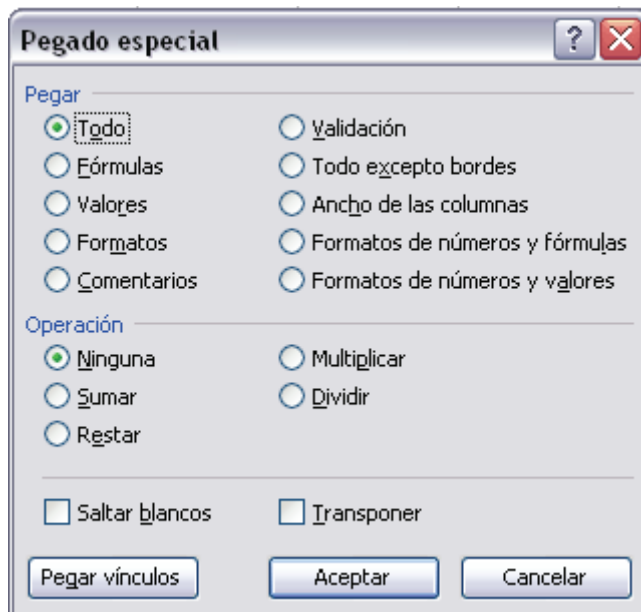 Pegado especial
Pegar
Todo
Validación
Fórmulas
Todo excepto bordes
Valores
Ancho de las columnas
Formatos
Formatos de números y fórmulas
Comentarios
Formatos de números y valores
Operación
Ninguna
Multiplicar
Sumar
Dividir
Restar
Saltar blancos
Transponer
Pegar vínculos
Aceptar
Cancelar